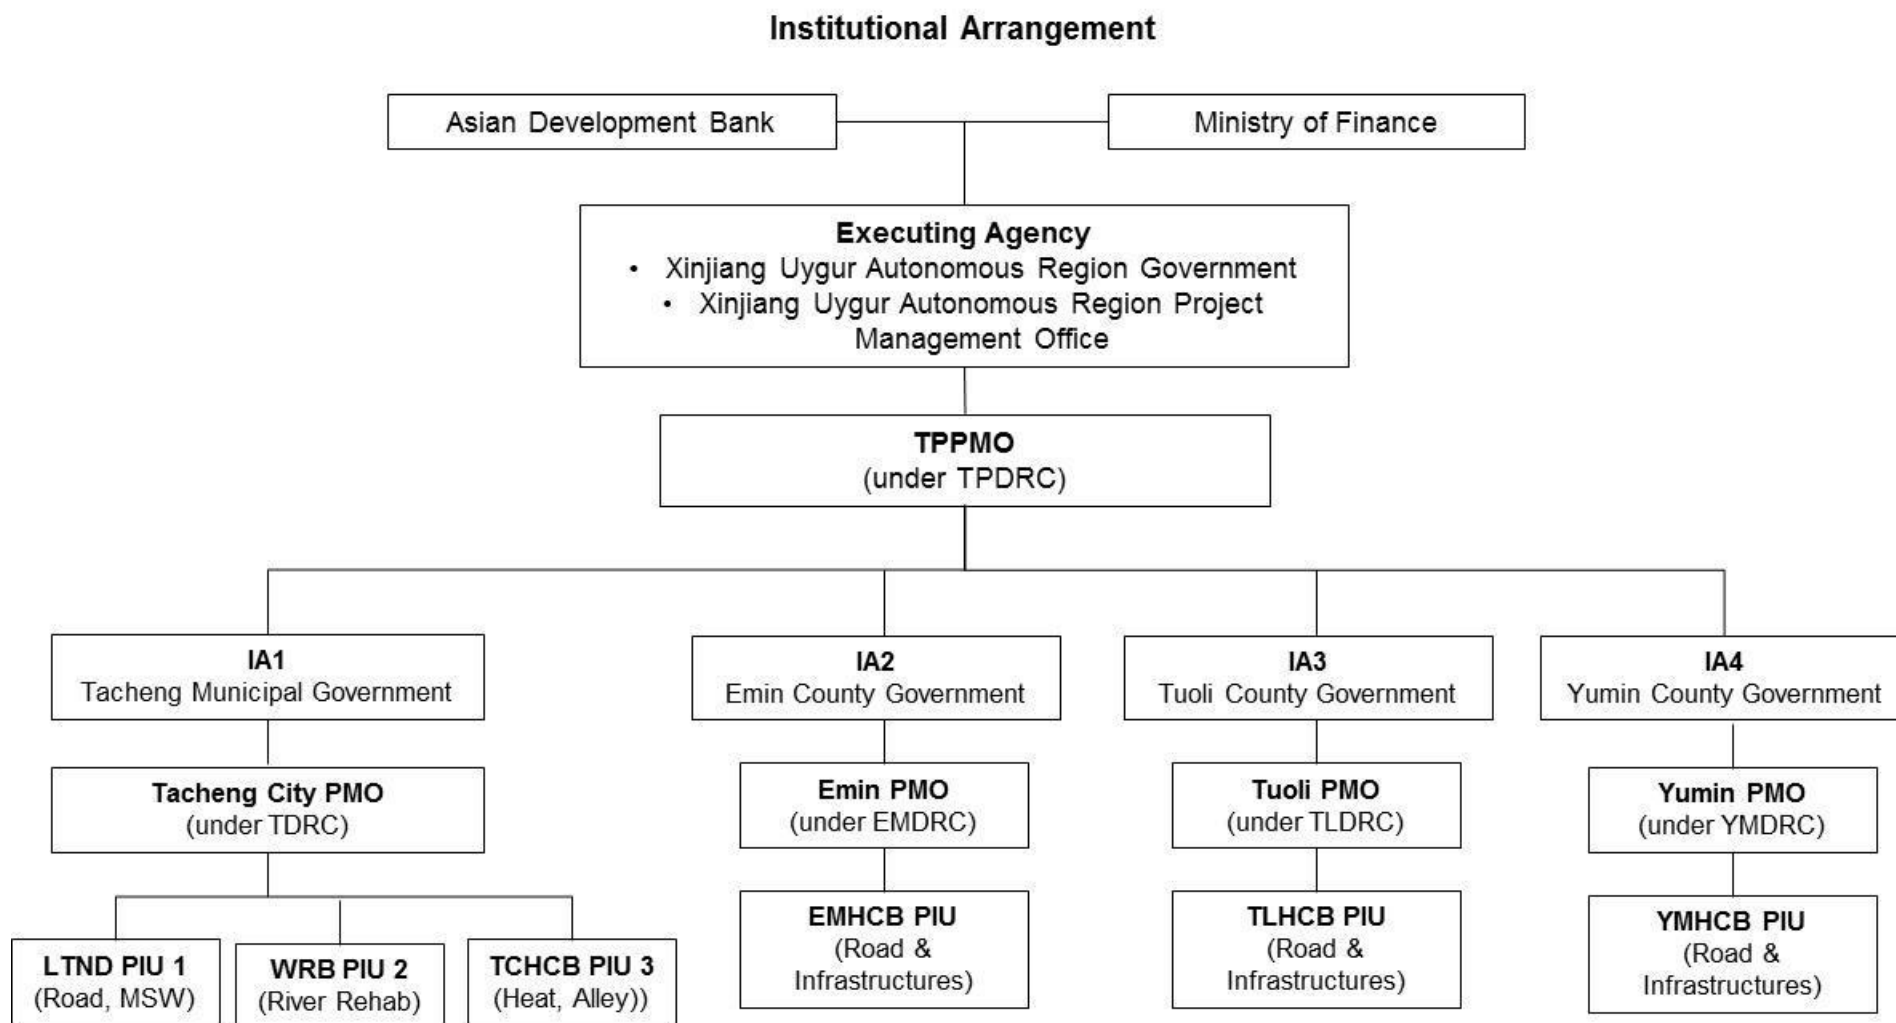 Institutional Arrangement
Asian Development Bank
Ministry of Finance
Executing Agency
• Xinjiang Uygur Autonomous Region Government
• Xinjiang Uygur Autonomous Region Project
Management Office
TPPMO
(under TPDRC)
IA1
Tacheng Municipal Government
IA2
Emin County Government
IA3
Tuoli County Government
IA4
Yumin County Government
Tacheng City PMO
(under TDRC)
Emin PMO
(under EMDRC)
Tuoli PMO
(under TLDRC)
Yumin PMO
(under YMDRC)
LTND PIU 1
(Road, MSW)
WRB PIU 2
(River Rehab)
TCHCB PIU 3
(Heat, Alley))
EMHCB PIU
(Road &
Infrastructures)
TLHCB PIU
(Road &
Infrastructures)
YMHCB PIU
(Road &
Infrastructures)